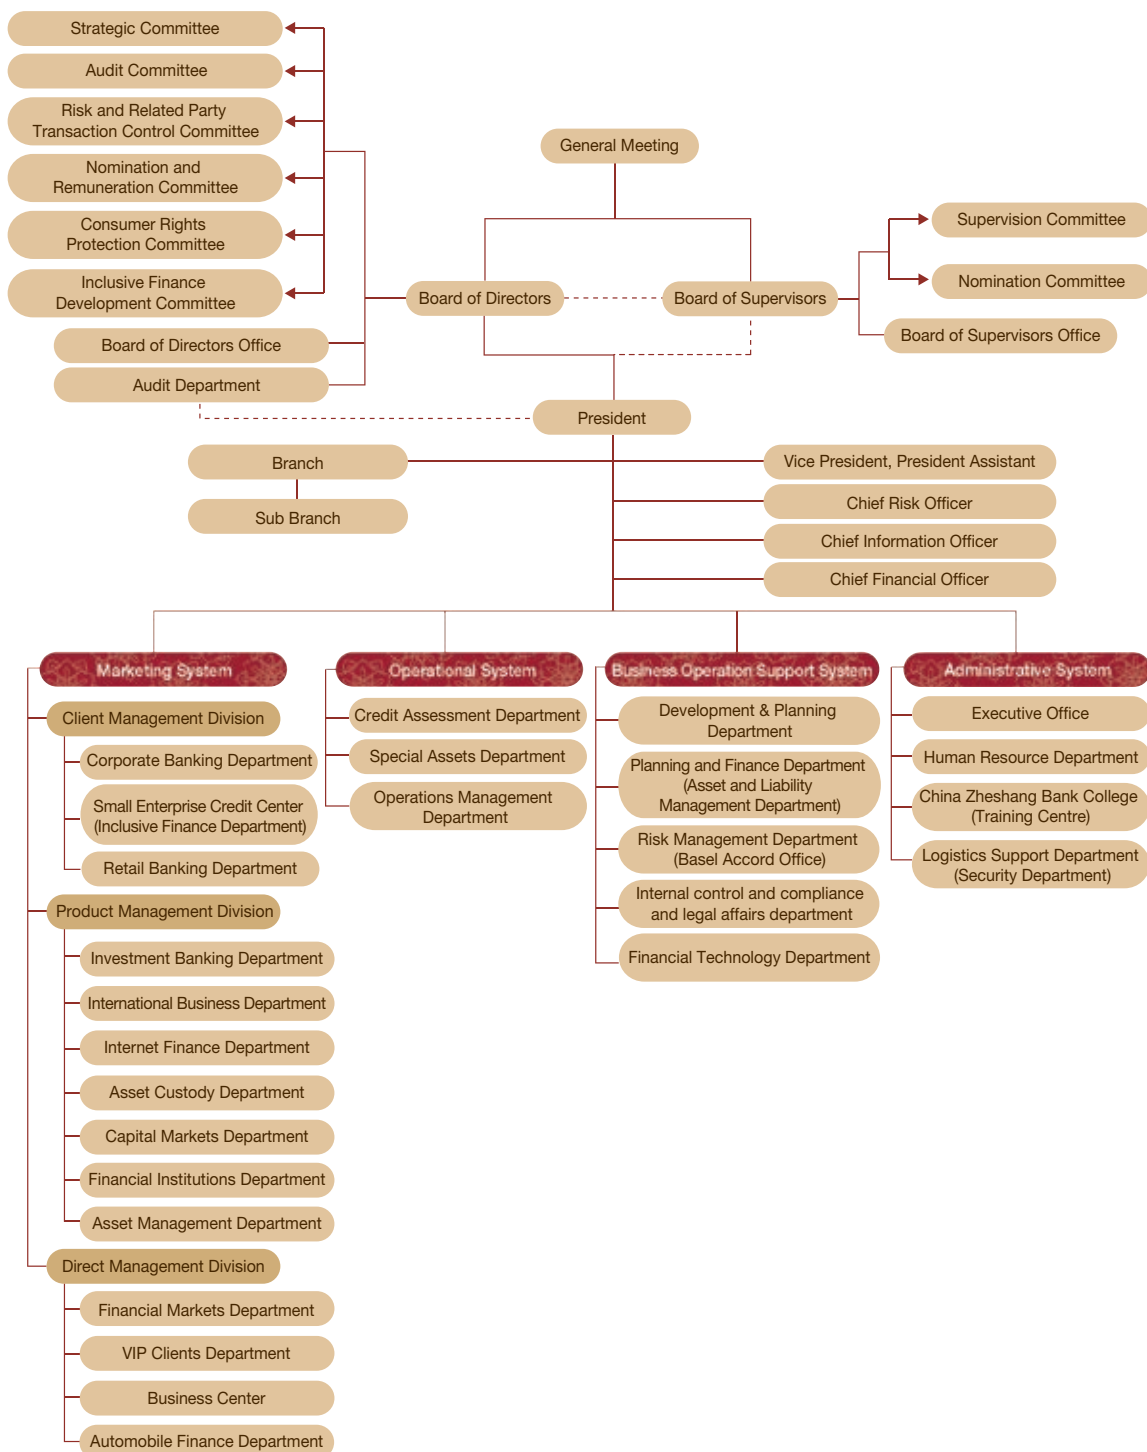 Strategic Committee
Audit Committee
Risk and Related Party
Transaction Control Committee
Nomination and
Remuneration Committee
Consumer Rights
Protection Committee
Inclusive Finance
Development Committee
Board of Directors Office
Audit Department
General Meeting
Board of Directors
Board of Supervisors
Supervision Committee
Nomination Committee
Board of Supervisors Office
President
Branch
Sub Branch
Vice President, President Assistant
Chief Risk Officer
Chief Information Officer
Chief Financial Officer
Marketing System
Client Management Division
Corporate Banking Department
Small Enterprise Credit Center
(Inclusive Finance Department)
Retail Banking Department
Product Management Division
Investment Banking Department
International Business Department
Internet Finance Department
Asset Custody Department
Capital Markets Department
Financial Institutions Department
Asset Management Department
Direct Management Division
Financial Markets Department
VIP Clients Department
Business Center
Automobile Finance Department
Operational System
Credit Assessment Department
Special Assets Department
Operations Management
Department
Business Operation Support System
Development & Planning
Department
Planning and Finance Department
(Asset and Liability
Management Department)
Risk Management Department
(Basel Accord Office)
Internal control and compliance
and legal affairs department
Financial Technology Department
Administrative System
Executive Office
Human Resource Department
China Zheshang Bank College
(Training Centre)
Logistics Support Department
(Security Department)